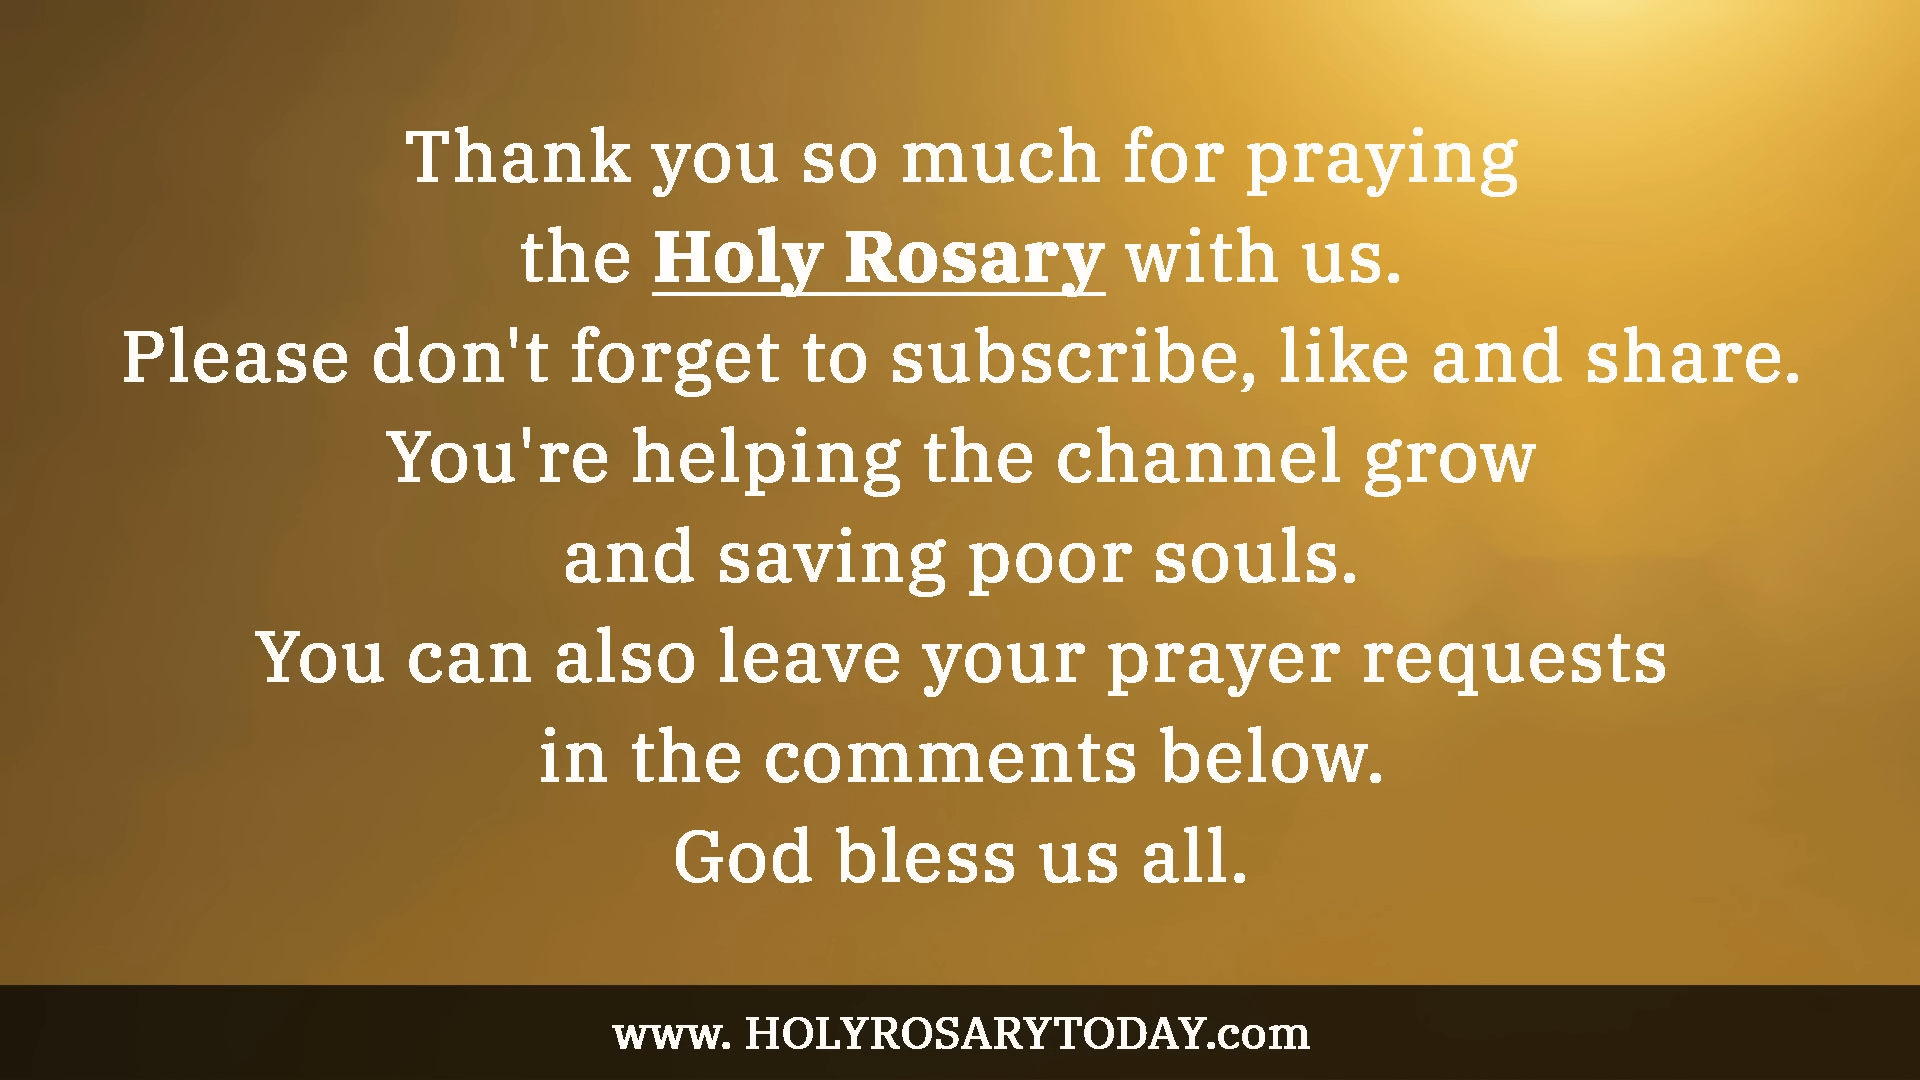 Thank you so much for praying
the Holy Rosary with us.
Please don't forget to subscribe, like and share.
You're helping the channel grow
and saving poor souls.
You can also leave your prayer requests
in the comments below.
God bless us all.
www. HOLYROSARYTODAY.com